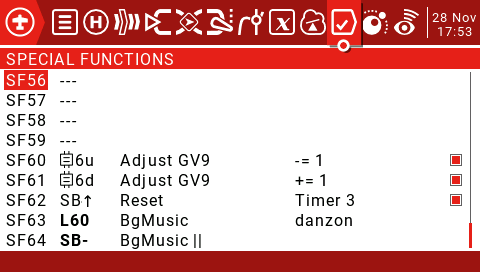 28 Nov
17:53
SPECIAL FUNCTIONS
SF56 ---
SF57 ---
SF58 ---
SF59 ---
SF60 6u Adjust GV9 -= 1
SF61 6d Adjust GV9 += 1
SF62 SB↑ Reset Timer 3
SF63 L60 BgMusic danzon
SF64 SB- BgMusic ||